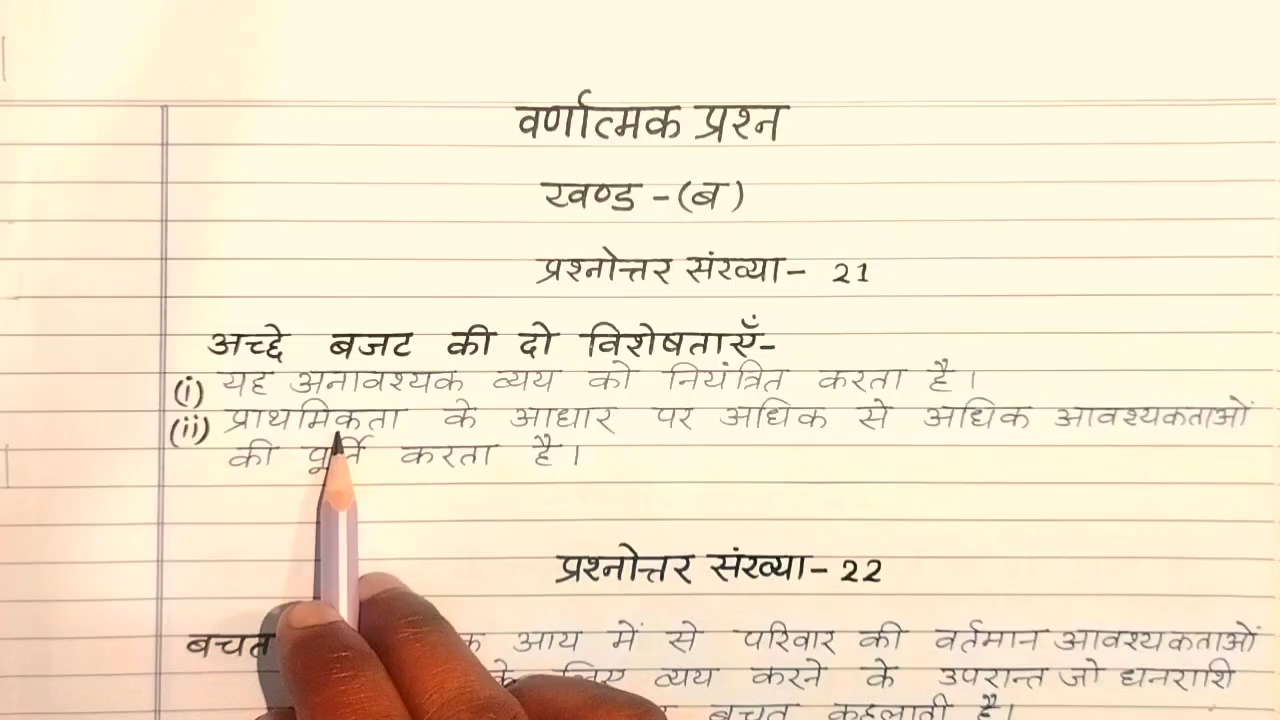 वर्णात्मक प्रश्न
खण्ड -(ब)
प्रश्नोत्तर संख्या- 21
अच्छे बजट की दो विशेषताएँ-
(i) यह अनावश्यक व्यय को नियंत्रित करता है।
(ii) प्राथमिकता के आधार पर अधिक से अधिक आवश्यकताओं
की पूर्ति करता है।
प्रश्नोत्तर संख्या- 22
बचत आय में से परिवार की वर्तमान आवश्यकताओं
के लिए व्यय करने के उपरान्त जो धनराशि
बचत कहलाती है।